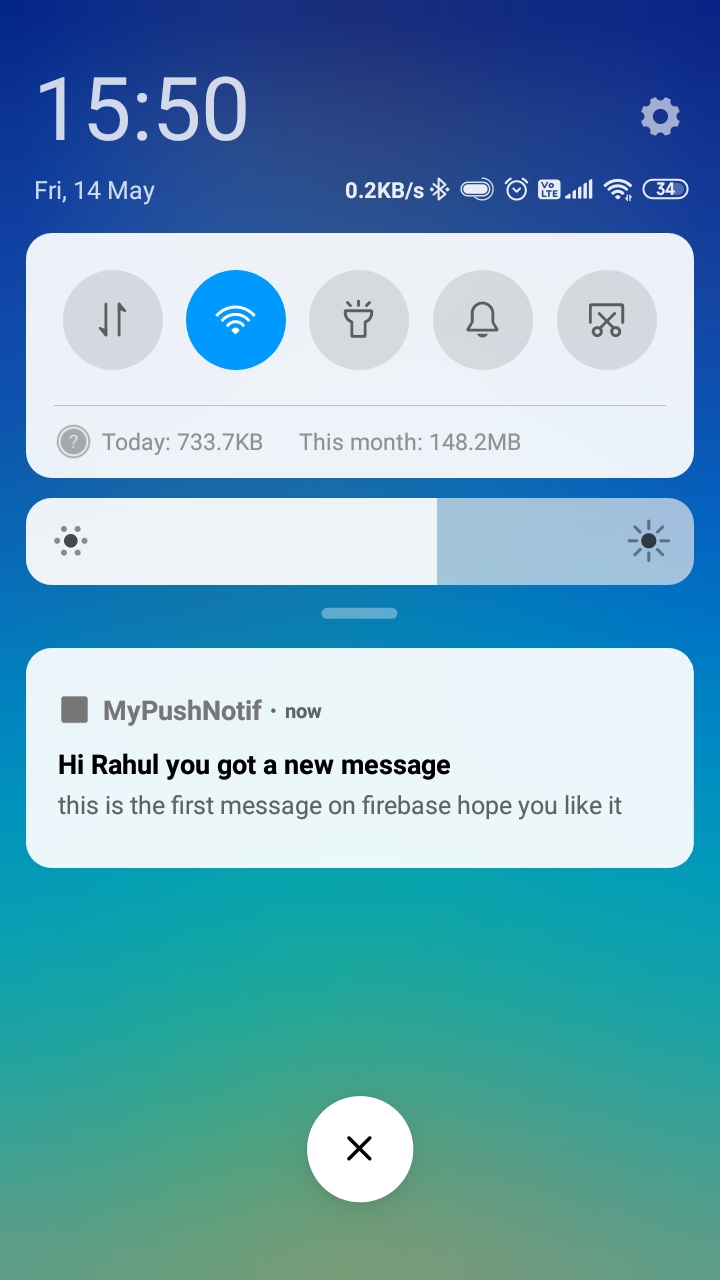 15:50
Fri, 14 May 0.2KB/s Vo LTE 34
? Today: 733.7KB This month: 148.2MB
MyPushNotif · now
Hi Rahul you got a new message
this is the first message on firebase hope you like it